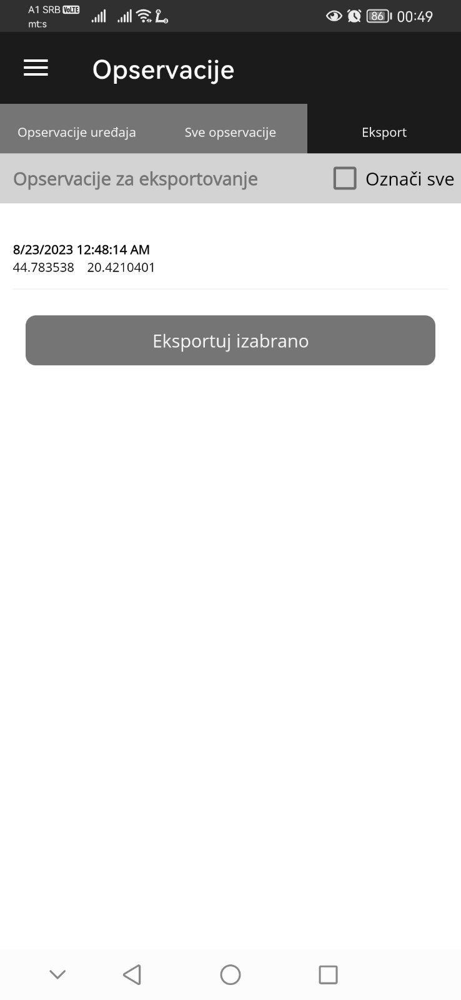 A1 SRB VoLTE
mt:s
86 00:49
Opservacije
Opservacije uređaja Sve opservacije Eksport
Opservacije za eksportovanje Označi sve
8/23/2023 12:48:14 AM
44.783538 20.4210401
Eksportuj izabrano